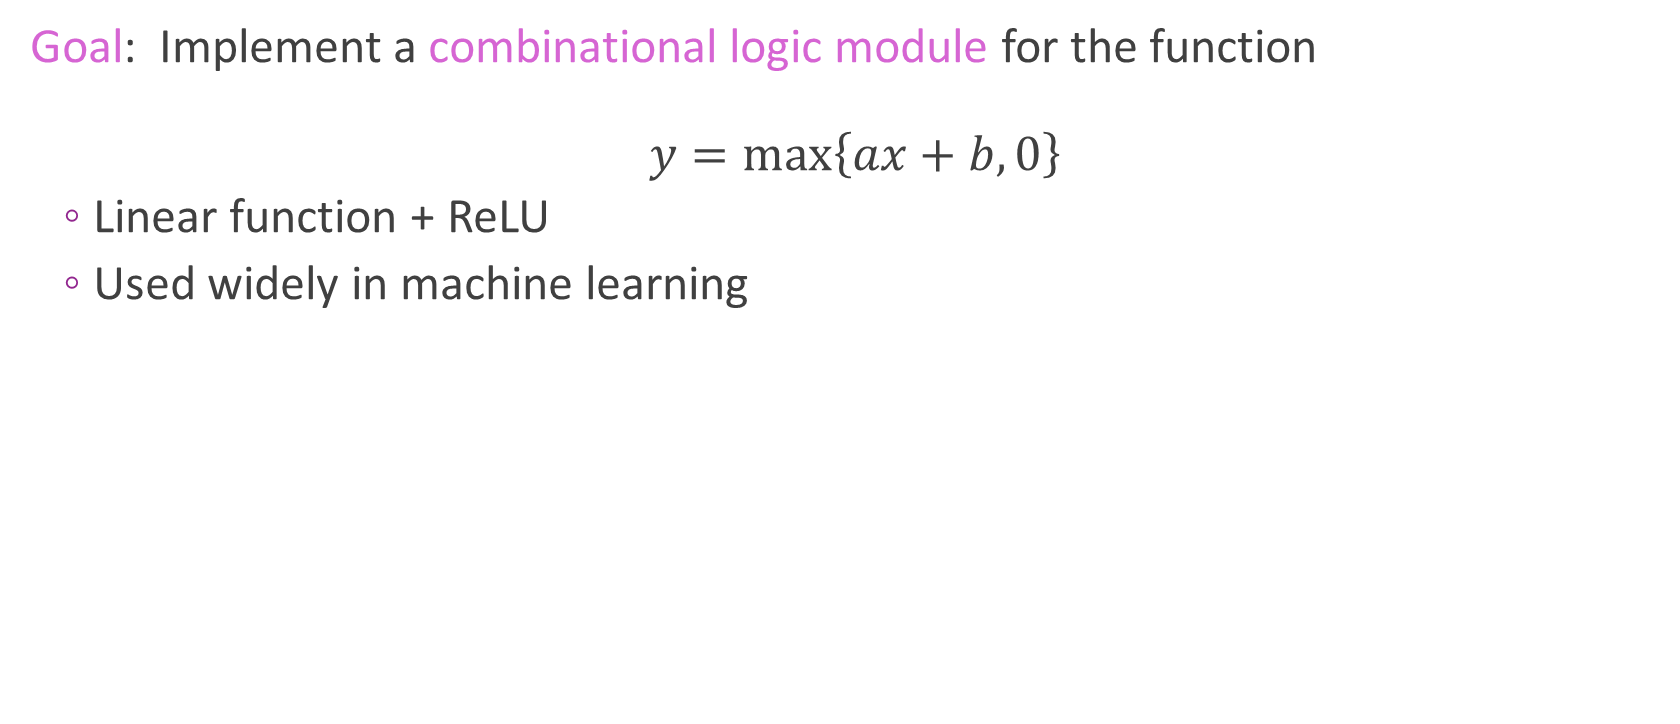 Goal: Implement a combinational logic module for the function
y = max{ax + b, 0}
◦ Linear function + ReLU
◦ Used widely in machine learning